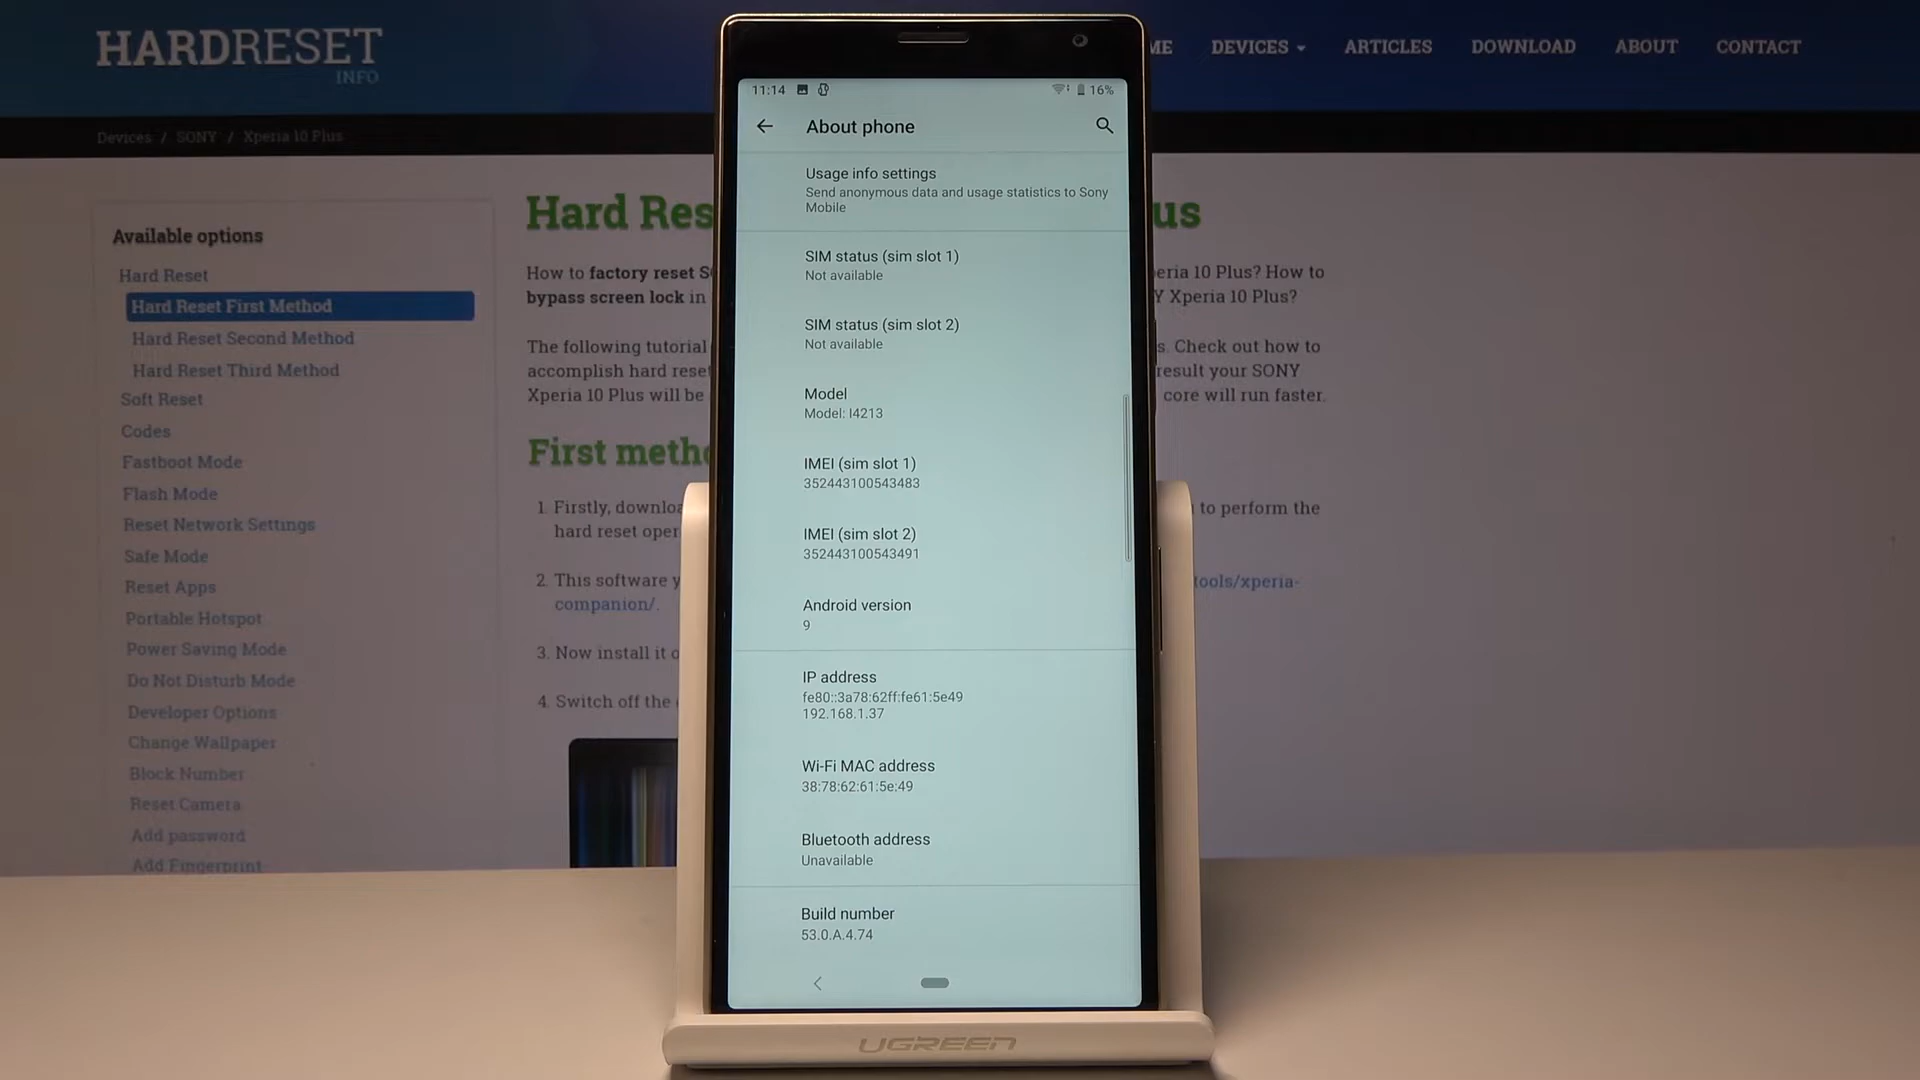 HARDRESET
INFO
ME
DEVICES
ARTICLES
DOWNLOAD
ABOUT
CONTACT
Devices / SONY / Xperia 10 Plus
Available options
Hard Reset
Hard Reset First Method
Hard Reset Second Method
Hard Reset Third Method
Soft Reset
Codes
Fastboot Mode
Flash Mode
Reset Network Settings
Safe Mode
Reset Apps
Portable Hotspot
Power Saving Mode
Do Not Disturb Mode
Developer Options
Change Wallpaper
Block Number
Reset Camera
Add password
Add Fingerprint
Hard Res
us
How to factory reset S
eria 10 Plus? How to
bypass screen lock in
Y Xperia 10 Plus?
The following tutorial
s. Check out how to
accomplish hard reset
result your SONY
Xperia 10 Plus will be
core will run faster.
First metho
1. Firstly, downloa
to perform the
hard reset oper
2. This software y
tools/xperia-
companion/.
3. Now install it o
4. Switch off the
11:14
16%
About phone
Usage info settings
Send anonymous data and usage statistics to Sony
Mobile
SIM status (sim slot 1)
Not available
SIM status (sim slot 2)
Not available
Model
Model: I4213
IMEI (sim slot 1)
352443100543483
IMEI (sim slot 2)
352443100543491
Android version
9
IP address
fe80::3a78:62ff:fe61:5e49
192.168.1.37
Wi-Fi MAC address
38:78:62:61:5e:49
Bluetooth address
Unavailable
Build number
53.0.A.4.74
UGREEN